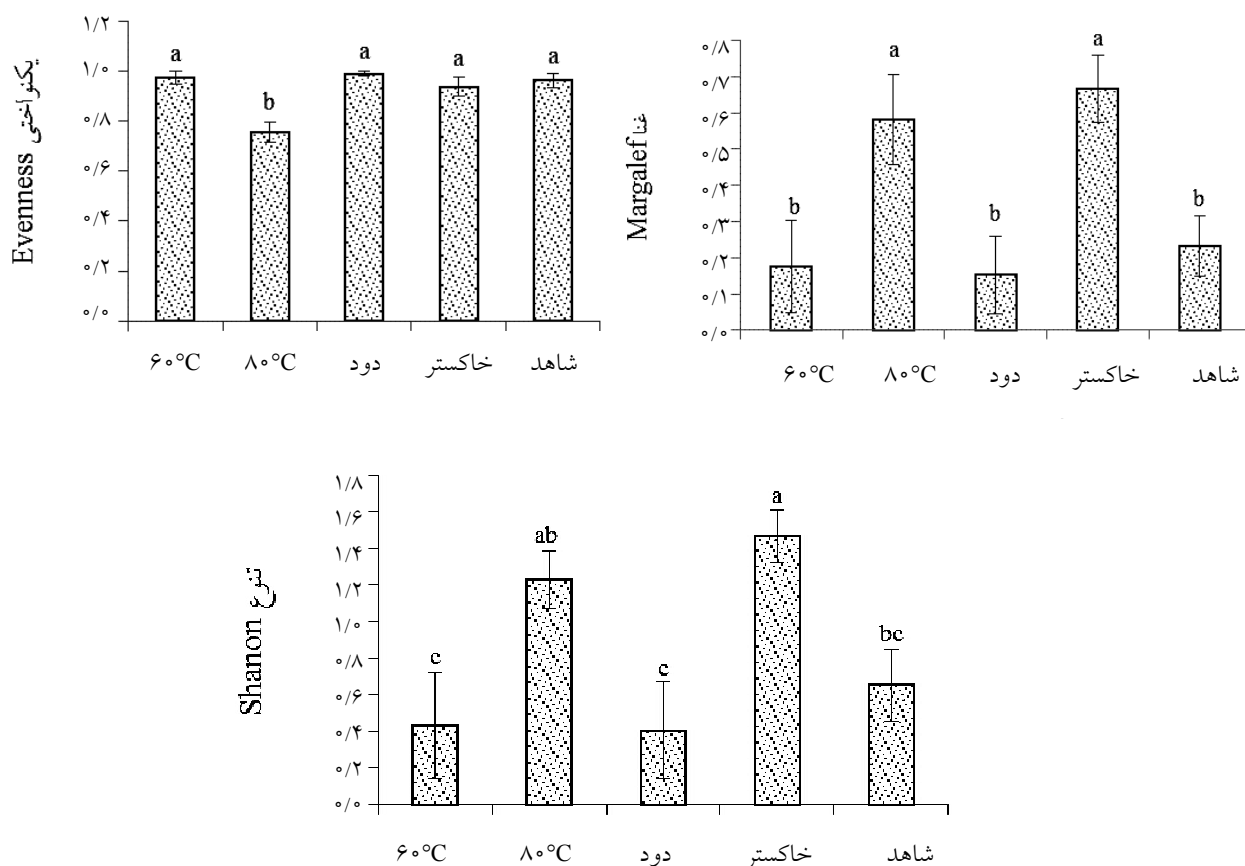 یکنواختی Evenness
۱/۲
۱/۰
۰/۸
۰/۶
۰/۴
۰/۲
۰/۰
a
b
a
a
a
۶۰°C ۸۰°C دود خاکستر شاهد
غنا Margalef
۰/۸
۰/۷
۰/۶
۰/۵
۰/۴
۰/۳
۰/۲
۰/۱
۰/۰
b
a
b
a
b
۶۰°C ۸۰°C دود خاکستر شاهد
تنوع Shanon
۱/۸
۱/۶
۱/۴
۱/۲
۱/۰
۰/۸
۰/۶
۰/۴
۰/۲
۰/۰
c
ab
c
a
bc
۶۰°C ۸۰°C دود خاکستر شاهد